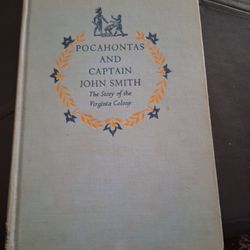 POCAHONTAS
AND
CAPTAIN
JOHN SMITH
The Story of the
Virginia Colony